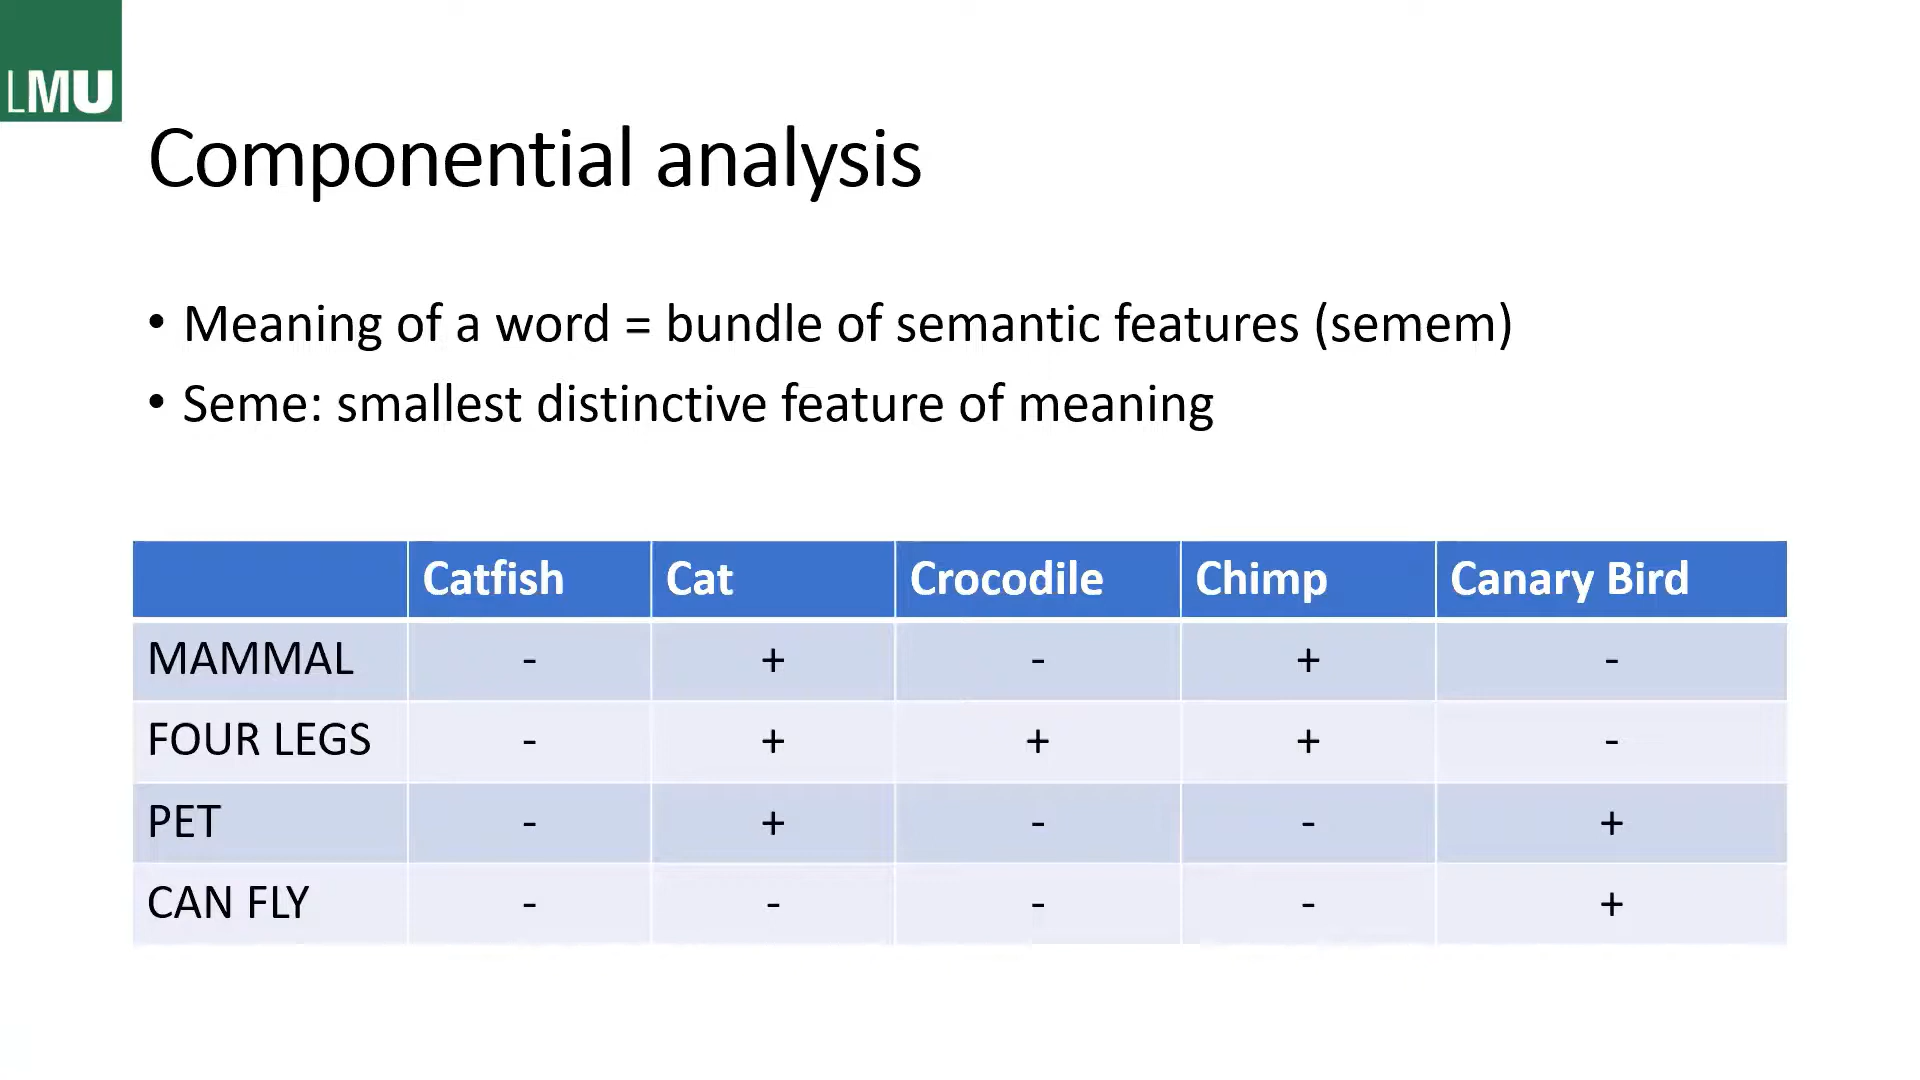 LMU
Componential analysis
• Meaning of a word = bundle of semantic features (semem)
• Seme: smallest distinctive feature of meaning
Catfish Cat Crocodile Chimp Canary Bird
MAMMAL - + - + -
FOUR LEGS - + + + -
PET - + - - +
CAN FLY - - - - +